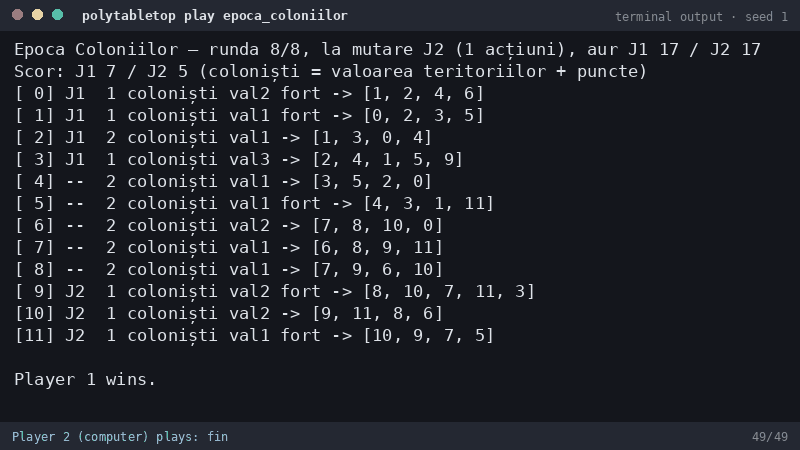 polytabletop play epoca_coloniilor
terminal output · seed 1
Epoca Coloniilor — runda 8/8, la mutare J2 (1 acțiuni), aur J1 17 / J2 17
Scor: J1 7 / J2 5 (coloniști = valoarea teritoriilor + puncte)
[ 0] J1  1 coloniști val2 fort -> [1, 2, 4, 6]
[ 1] J1  1 coloniști val1 fort -> [0, 2, 3, 5]
[ 2] J1  2 coloniști val1 -> [1, 3, 0, 4]
[ 3] J1  1 coloniști val3 -> [2, 4, 1, 5, 9]
[ 4] --  2 coloniști val1 -> [3, 5, 2, 0]
[ 5] --  2 coloniști val1 fort -> [4, 3, 1, 11]
[ 6] --  2 coloniști val2 -> [7, 8, 10, 0]
[ 7] --  2 coloniști val1 -> [6, 8, 9, 11]
[ 8] --  2 coloniști val1 -> [7, 9, 6, 10]
[ 9] J2  1 coloniști val2 fort -> [8, 10, 7, 11, 3]
[10] J2  1 coloniști val2 -> [9, 11, 8, 6]
[11] J2  1 coloniști val1 fort -> [10, 9, 7, 5]
Player 1 wins.
Player 2 (computer) plays: fin
49/49